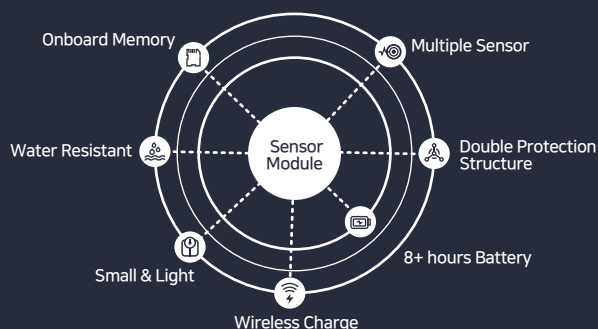 Onboard Memory
Multiple Sensor
Water Resistant
Sensor
Module
Double Protection
Structure
8+ hours Battery
Small & Light
Wireless Charge